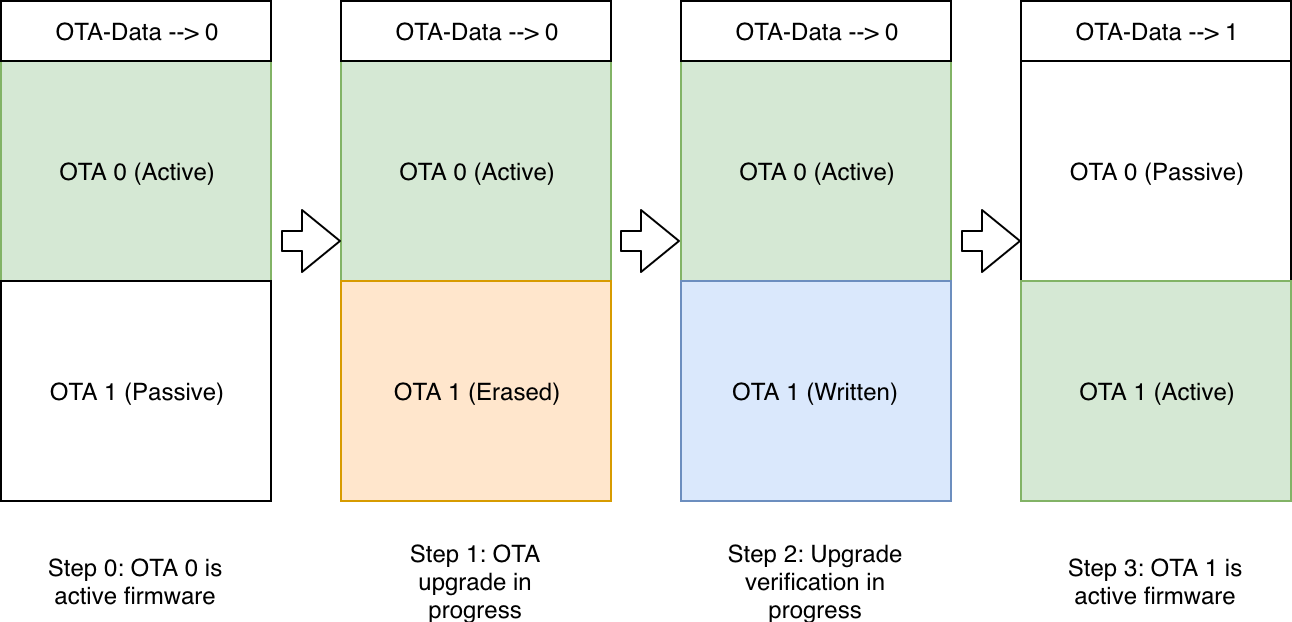 OTA-Data --> 0
OTA 0 (Active)
OTA 1 (Passive)
Step 0: OTA 0 is
active firmware
OTA-Data --> 0
OTA 0 (Active)
OTA 1 (Erased)
Step 1: OTA
upgrade in
progress
OTA-Data --> 0
OTA 0 (Active)
OTA 1 (Written)
Step 2: Upgrade
verification in
progress
OTA-Data --> 1
OTA 0 (Passive)
OTA 1 (Active)
Step 3: OTA 1 is
active firmware